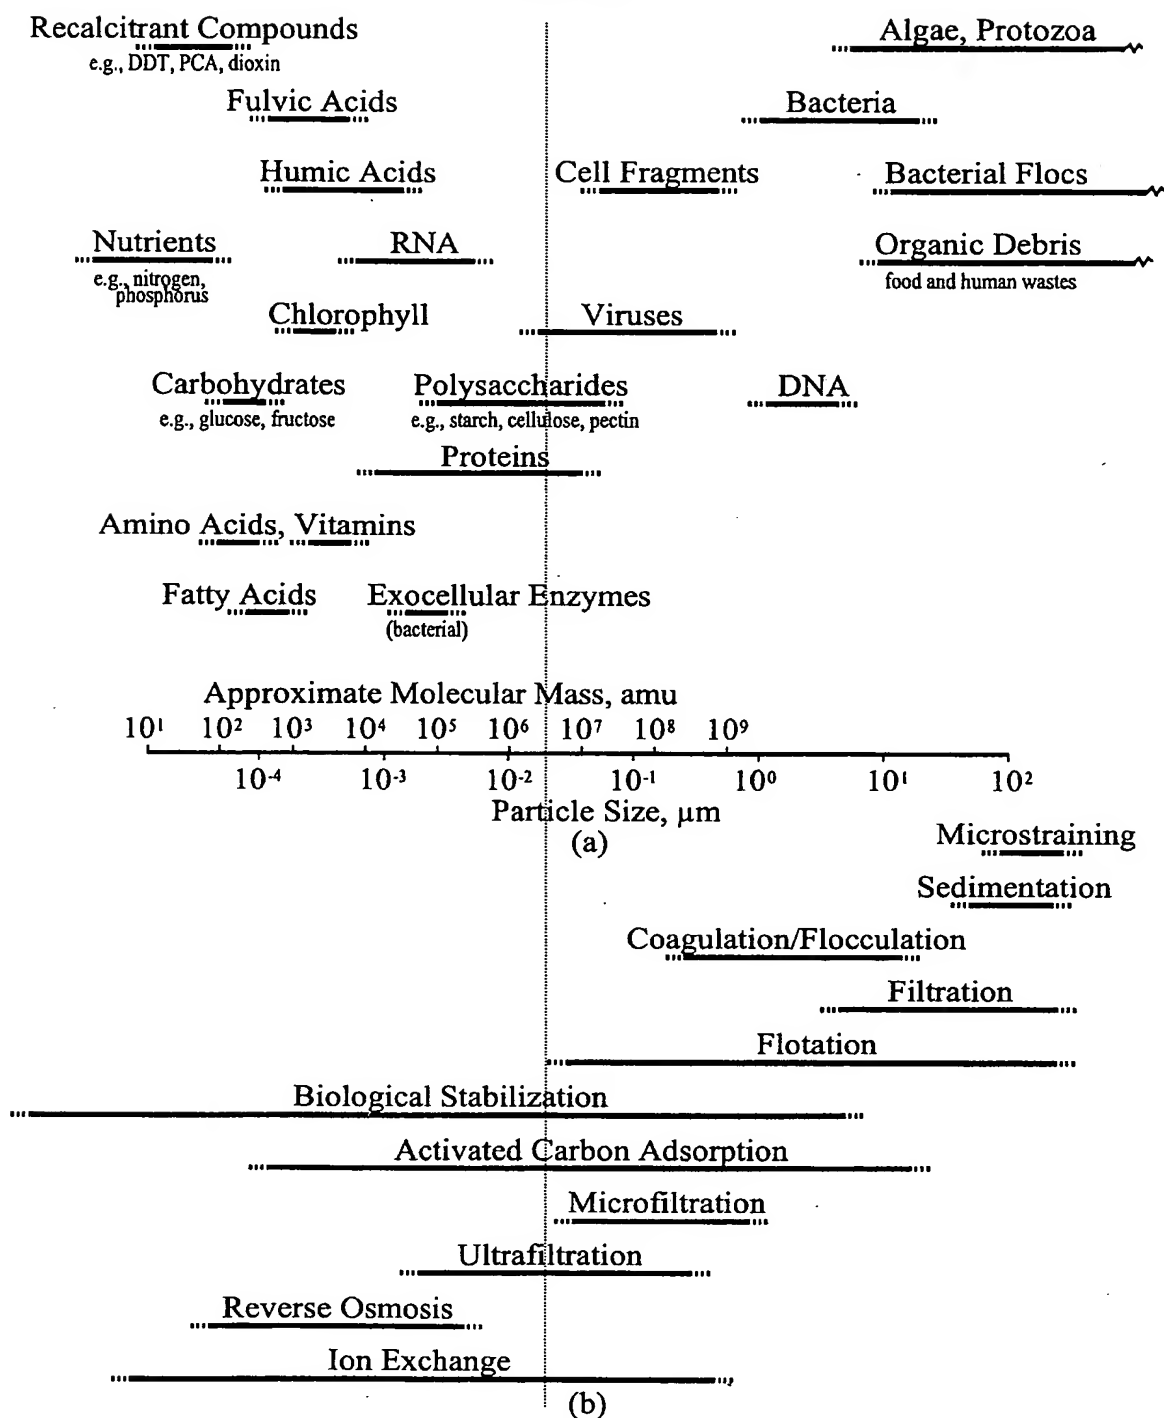 Recalcitrant Compounds
e.g., DDT, PCA, dioxin
Algae, Protozoa
Fulvic Acids
Bacteria
Humic Acids
Cell Fragments
Bacterial Flocs
Nutrients
e.g., nitrogen,
phosphorus
RNA
Organic Debris
food and human wastes
Chlorophyll
Viruses
Carbohydrates
e.g., glucose, fructose
Polysaccharides
e.g., starch, cellulose, pectin
DNA
Proteins
Amino Acids, Vitamins
Fatty Acids
Exocellular Enzymes
(bacterial)
Approximate Molecular Mass, amu
10¹ 10² 10³ 10⁴ 10⁵ 10⁶ 10⁷ 10⁸ 10⁹
10⁻⁴ 10⁻³ 10⁻² 10⁻¹ 10⁰ 10¹ 10²
Particle Size, µm
(a)
Microstraining
Sedimentation
Coagulation/Flocculation
Filtration
Flotation
Biological Stabilization
Activated Carbon Adsorption
Microfiltration
Ultrafiltration
Reverse Osmosis
Ion Exchange
(b)